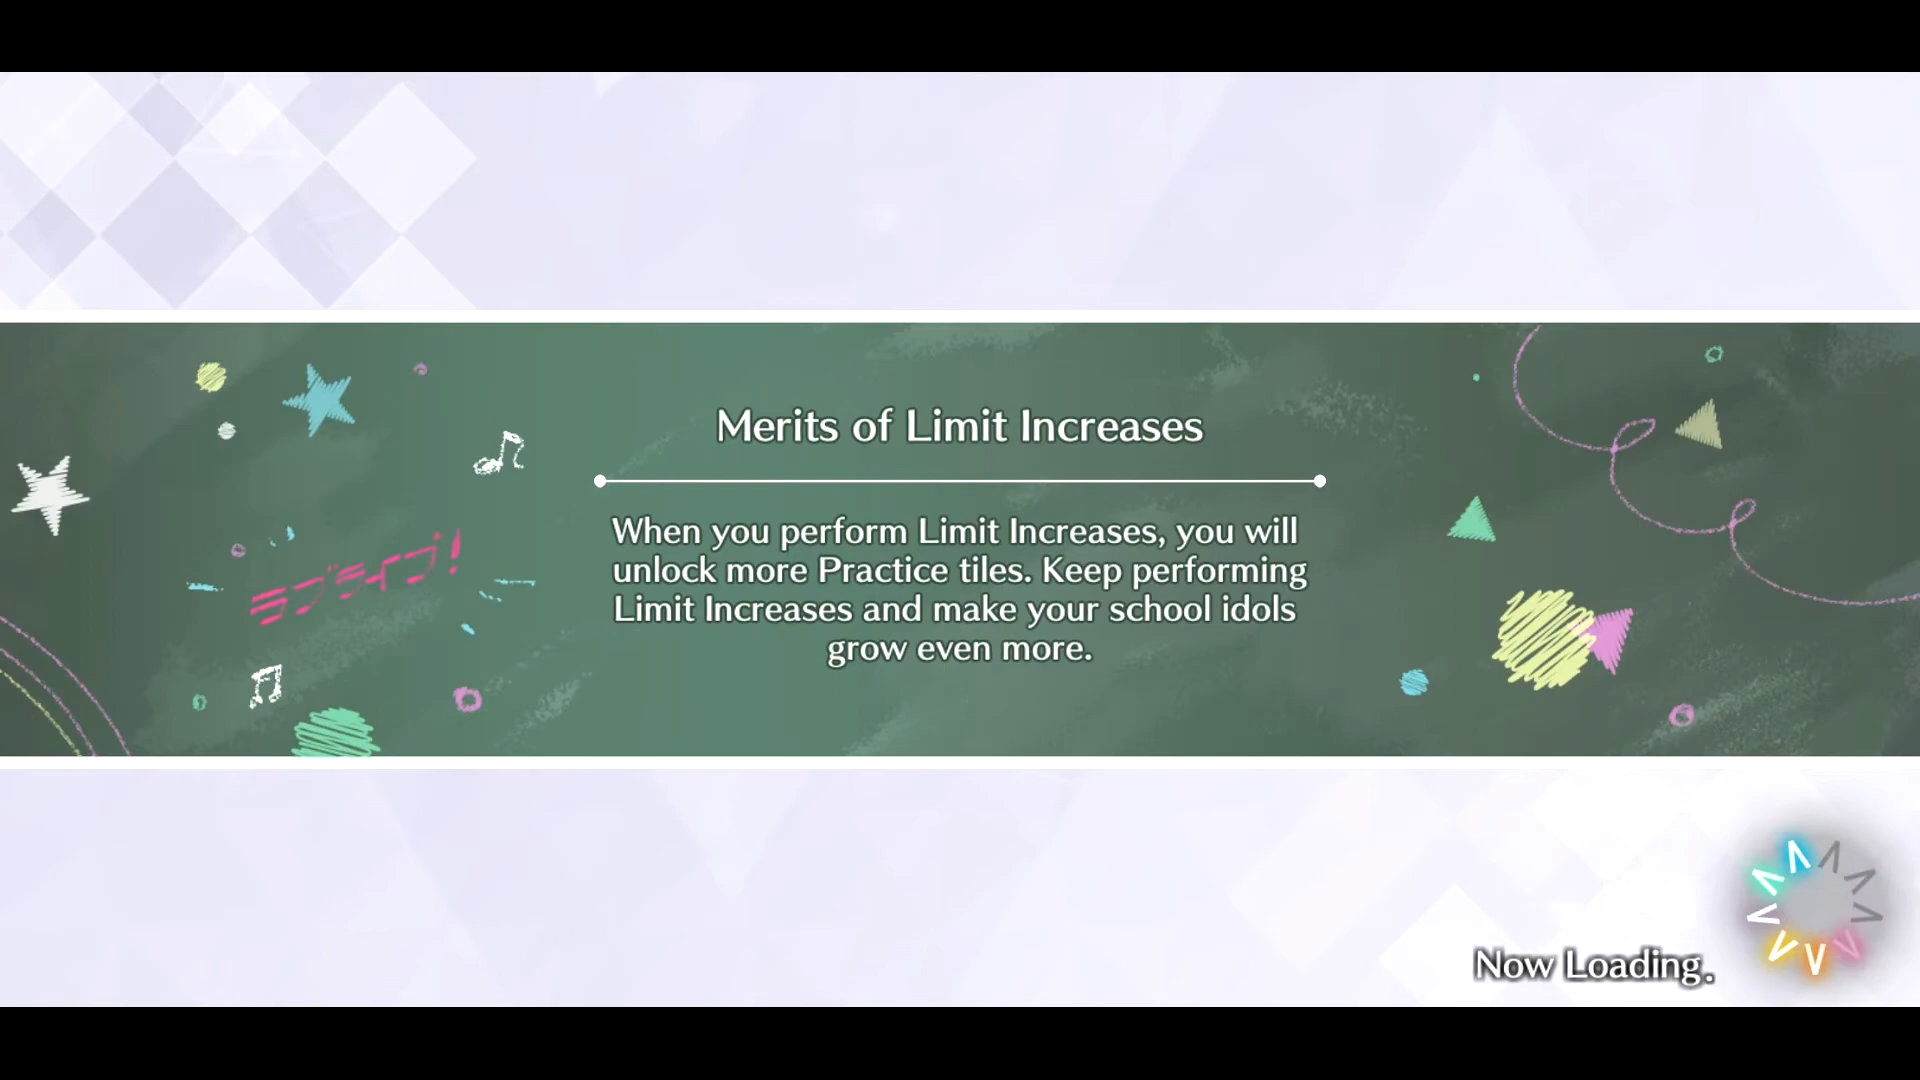 Merits of Limit Increases
When you perform Limit Increases, you will
unlock more Practice tiles. Keep performing
Limit Increases and make your school idols
grow even more.
ラブライブ!
Now Loading.